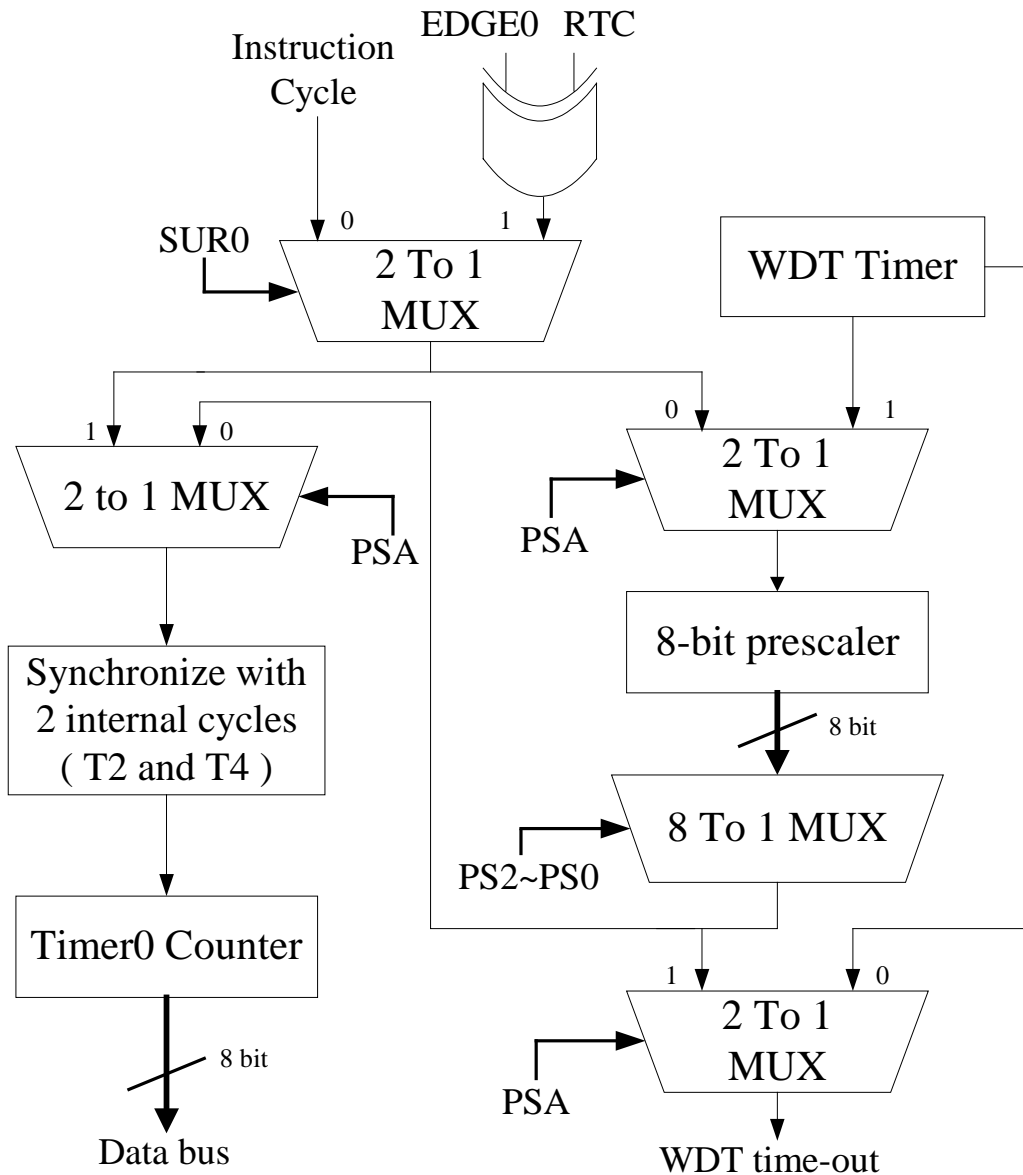 EDGE0 RTC
Instruction
Cycle
0
1
SUR0
2 To 1
MUX
WDT Timer
1
0
0
1
2 to 1 MUX
PSA
2 To 1
MUX
PSA
8-bit prescaler
Synchronize with
2 internal cycles
( T2 and T4 )
8 bit
8 To 1 MUX
PS2~PS0
Timer0 Counter
1
0
2 To 1
MUX
8 bit
PSA
Data bus
WDT time-out